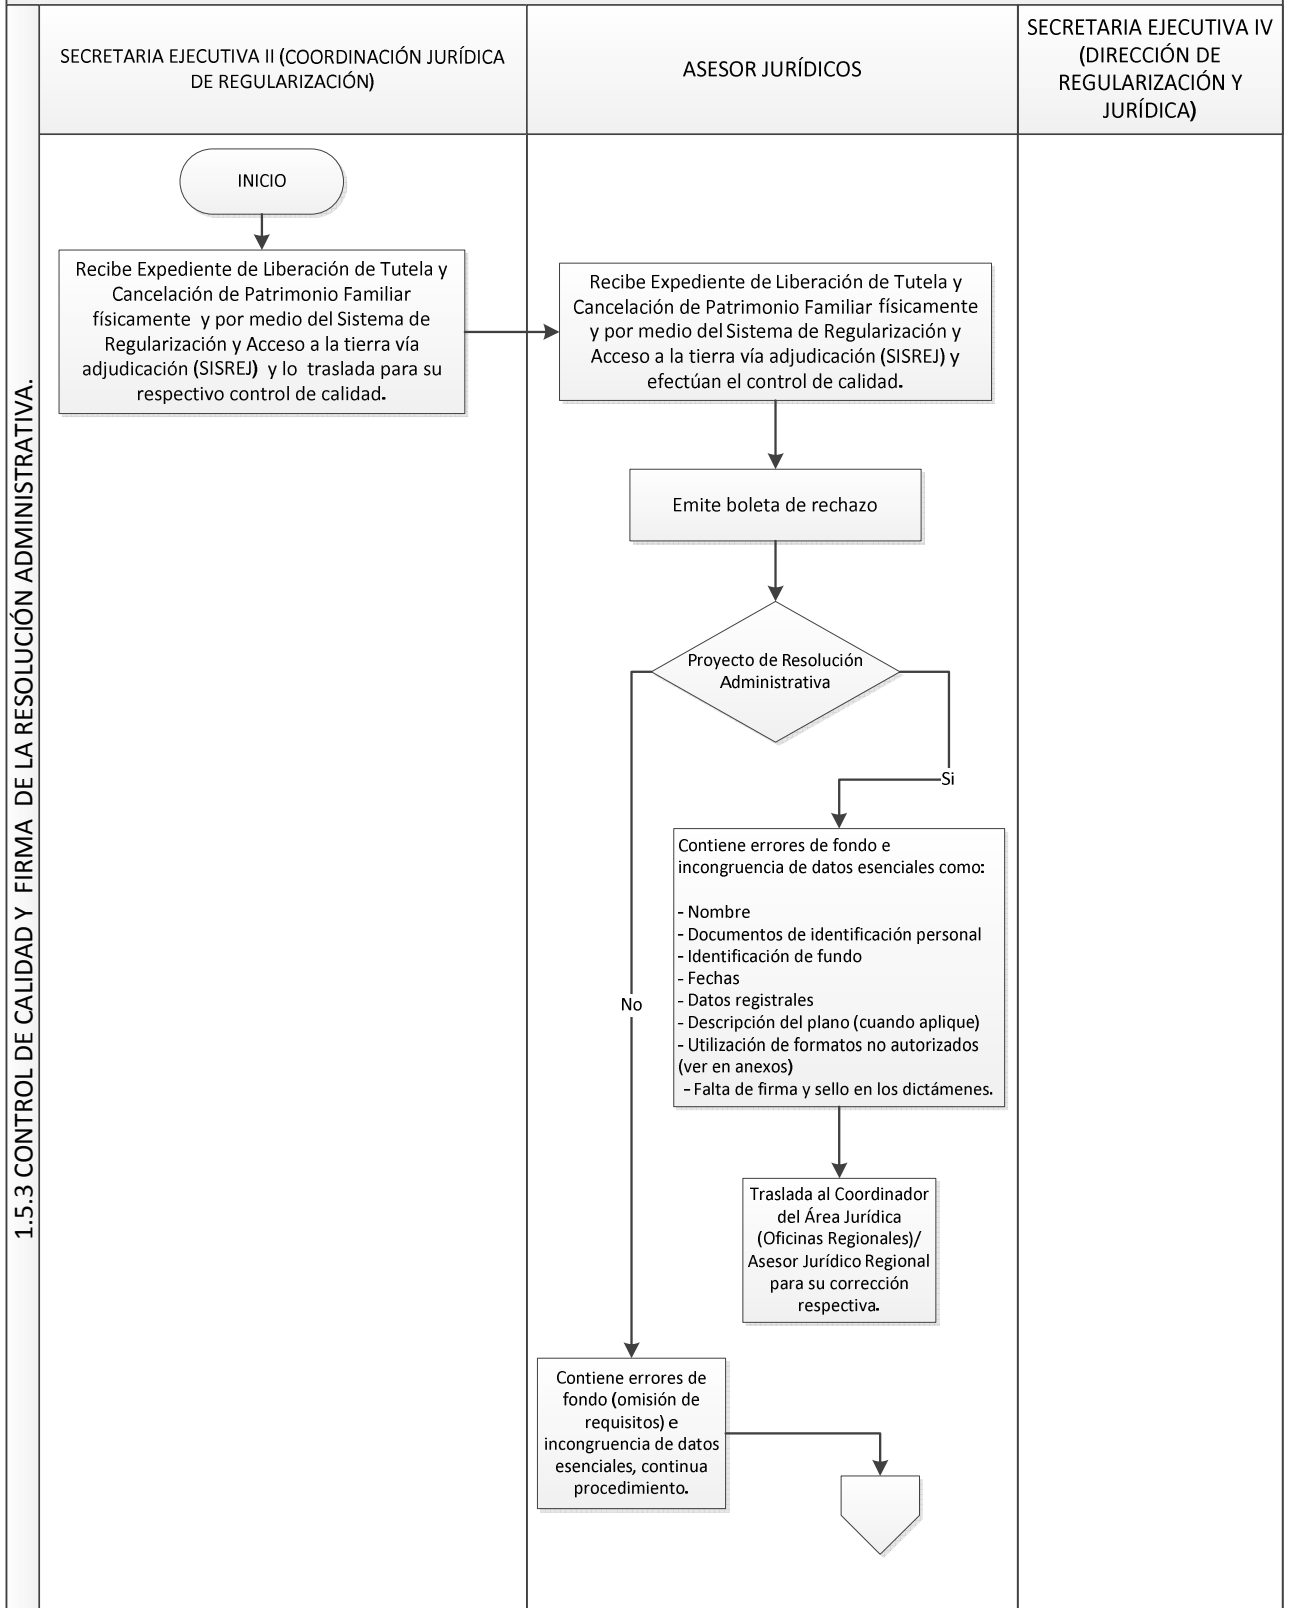 1.5.3 CONTROL DE CALIDAD Y FIRMA DE LA RESOLUCIÓN ADMINISTRATIVA.
SECRETARIA EJECUTIVA II (COORDINACIÓN JURÍDICA
DE REGULARIZACIÓN)
ASESOR JURÍDICOS
SECRETARIA EJECUTIVA IV
(DIRECCIÓN DE
REGULARIZACIÓN Y
JURÍDICA)
INICIO
Recibe Expediente de Liberación de Tutela y
Cancelación de Patrimonio Familiar
físicamente y por medio del Sistema de
Regularización y Acceso a la tierra vía
adjudicación (SISREJ) y lo traslada para su
respectivo control de calidad.
Recibe Expediente de Liberación de Tutela y
Cancelación de Patrimonio Familiar físicamente
y por medio del Sistema de Regularización y
Acceso a la tierra vía adjudicación (SISREJ) y
efectúan el control de calidad.
Emite boleta de rechazo
Proyecto de Resolución
Administrativa
Si
Contiene errores de fondo e
incongruencia de datos esenciales como:
- Nombre
- Documentos de identificación personal
- Identificación de fundo
- Fechas
- Datos registrales
- Descripción del plano (cuando aplique)
- Utilización de formatos no autorizados
(ver en anexos)
- Falta de firma y sello en los dictámenes.
No
Traslada al Coordinador
del Área Jurídica
(Oficinas Regionales)/
Asesor Jurídico Regional
para su corrección
respectiva.
Contiene errores de
fondo (omisión de
requisitos) e
incongruencia de datos
esenciales, continua
procedimiento.